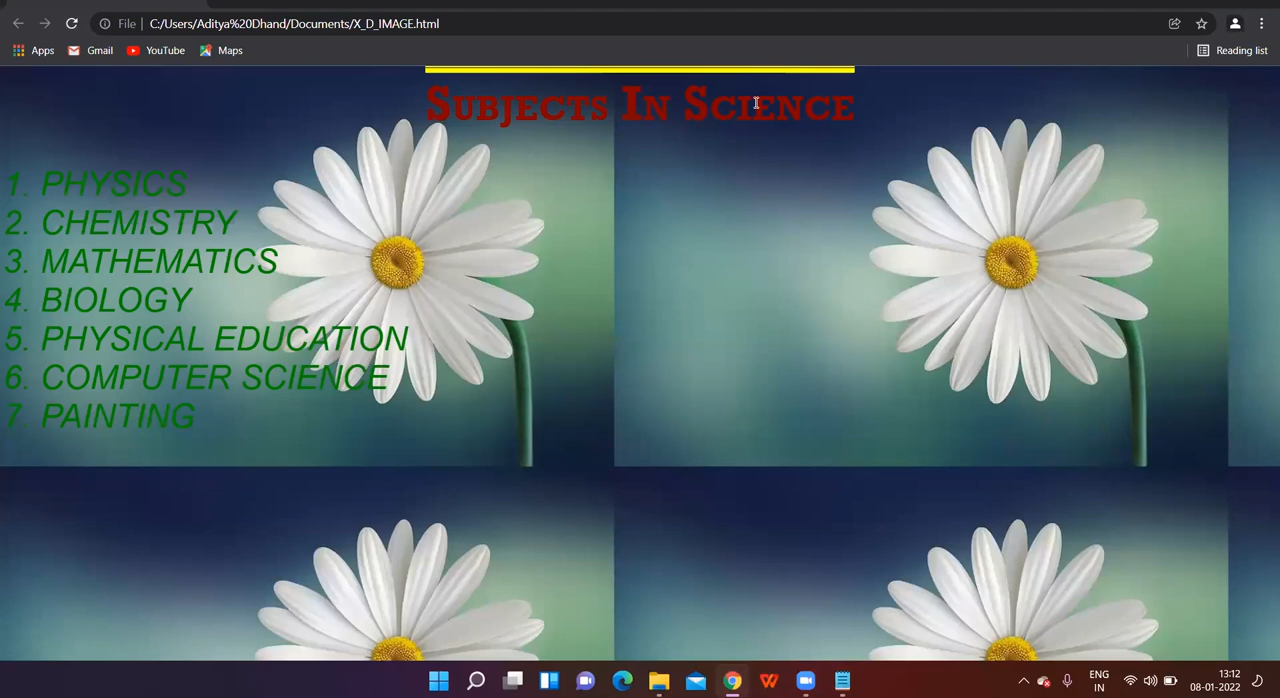 File
C:/Users/Aditya%20Dhand/Documents/X_D_IMAGE.html
Apps
Gmail
YouTube
Maps
Reading list
Subjects In Science
1. PHYSICS
2. CHEMISTRY
3. MATHEMATICS
4. BIOLOGY
5. PHYSICAL EDUCATION
6. COMPUTER SCIENCE
7. PAINTING
ENG
IN
13:12
08-01-2022